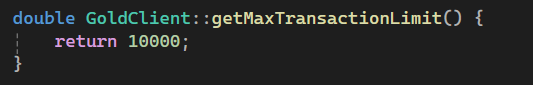 double GoldClient::getMaxTransactionLimit() {
    return 10000;
}